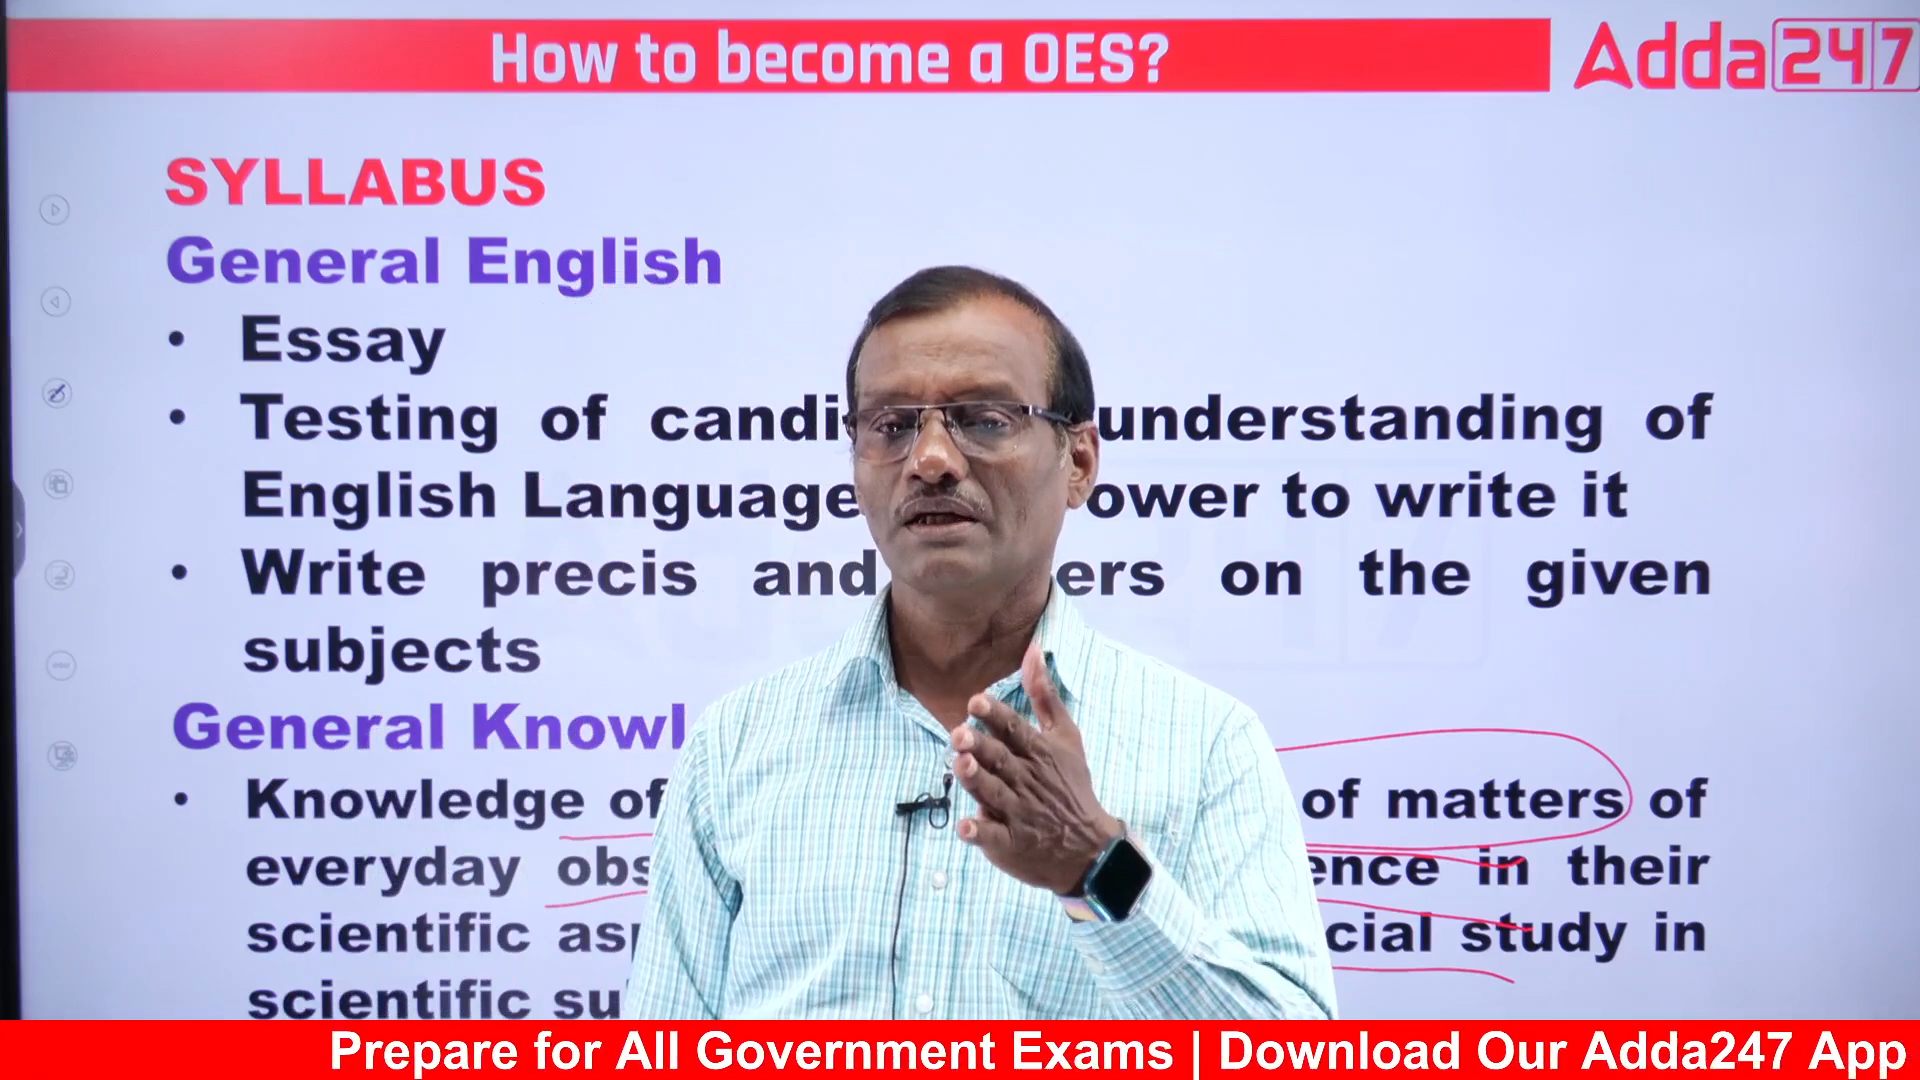 How to become a OES?
Adda247
SYLLABUS
General English
• Essay
• Testing of candi understanding of
English Language ower to write it
• Write precis and ers on the given
subjects
General Knowl
• Knowledge of of matters of
everyday obs ence in their
scientific as cial study in
scientific su
Prepare for All Government Exams | Download Our Adda247 App